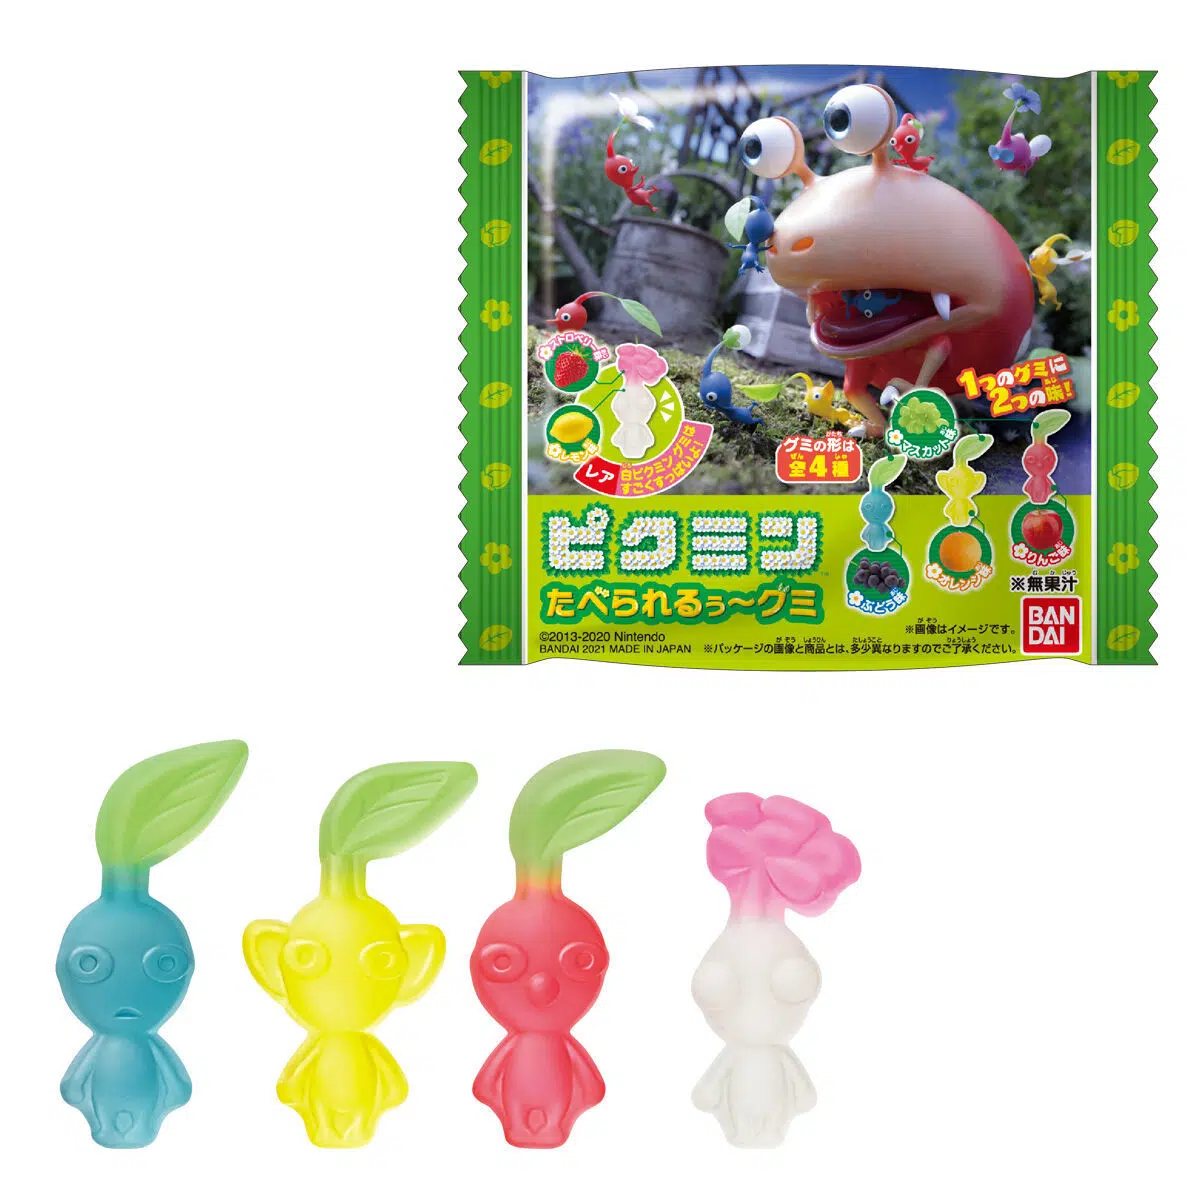 1つのグミに
2つの味!
ストロベリー味
レモン味
レア
白ピクミングミは
すごくすっぱいよ!
グミの形は
全4種
マスカット味
ぶどう味
オレンジ味
りんご味
※無果汁
ピクミン
たべられるぅ〜グミ
BAN
DAI
※画像はイメージです。
©2013-2020 Nintendo
BANDAI 2021 MADE IN JAPAN
※パッケージの画像と商品とは、多少異なりますのでご了承ください。